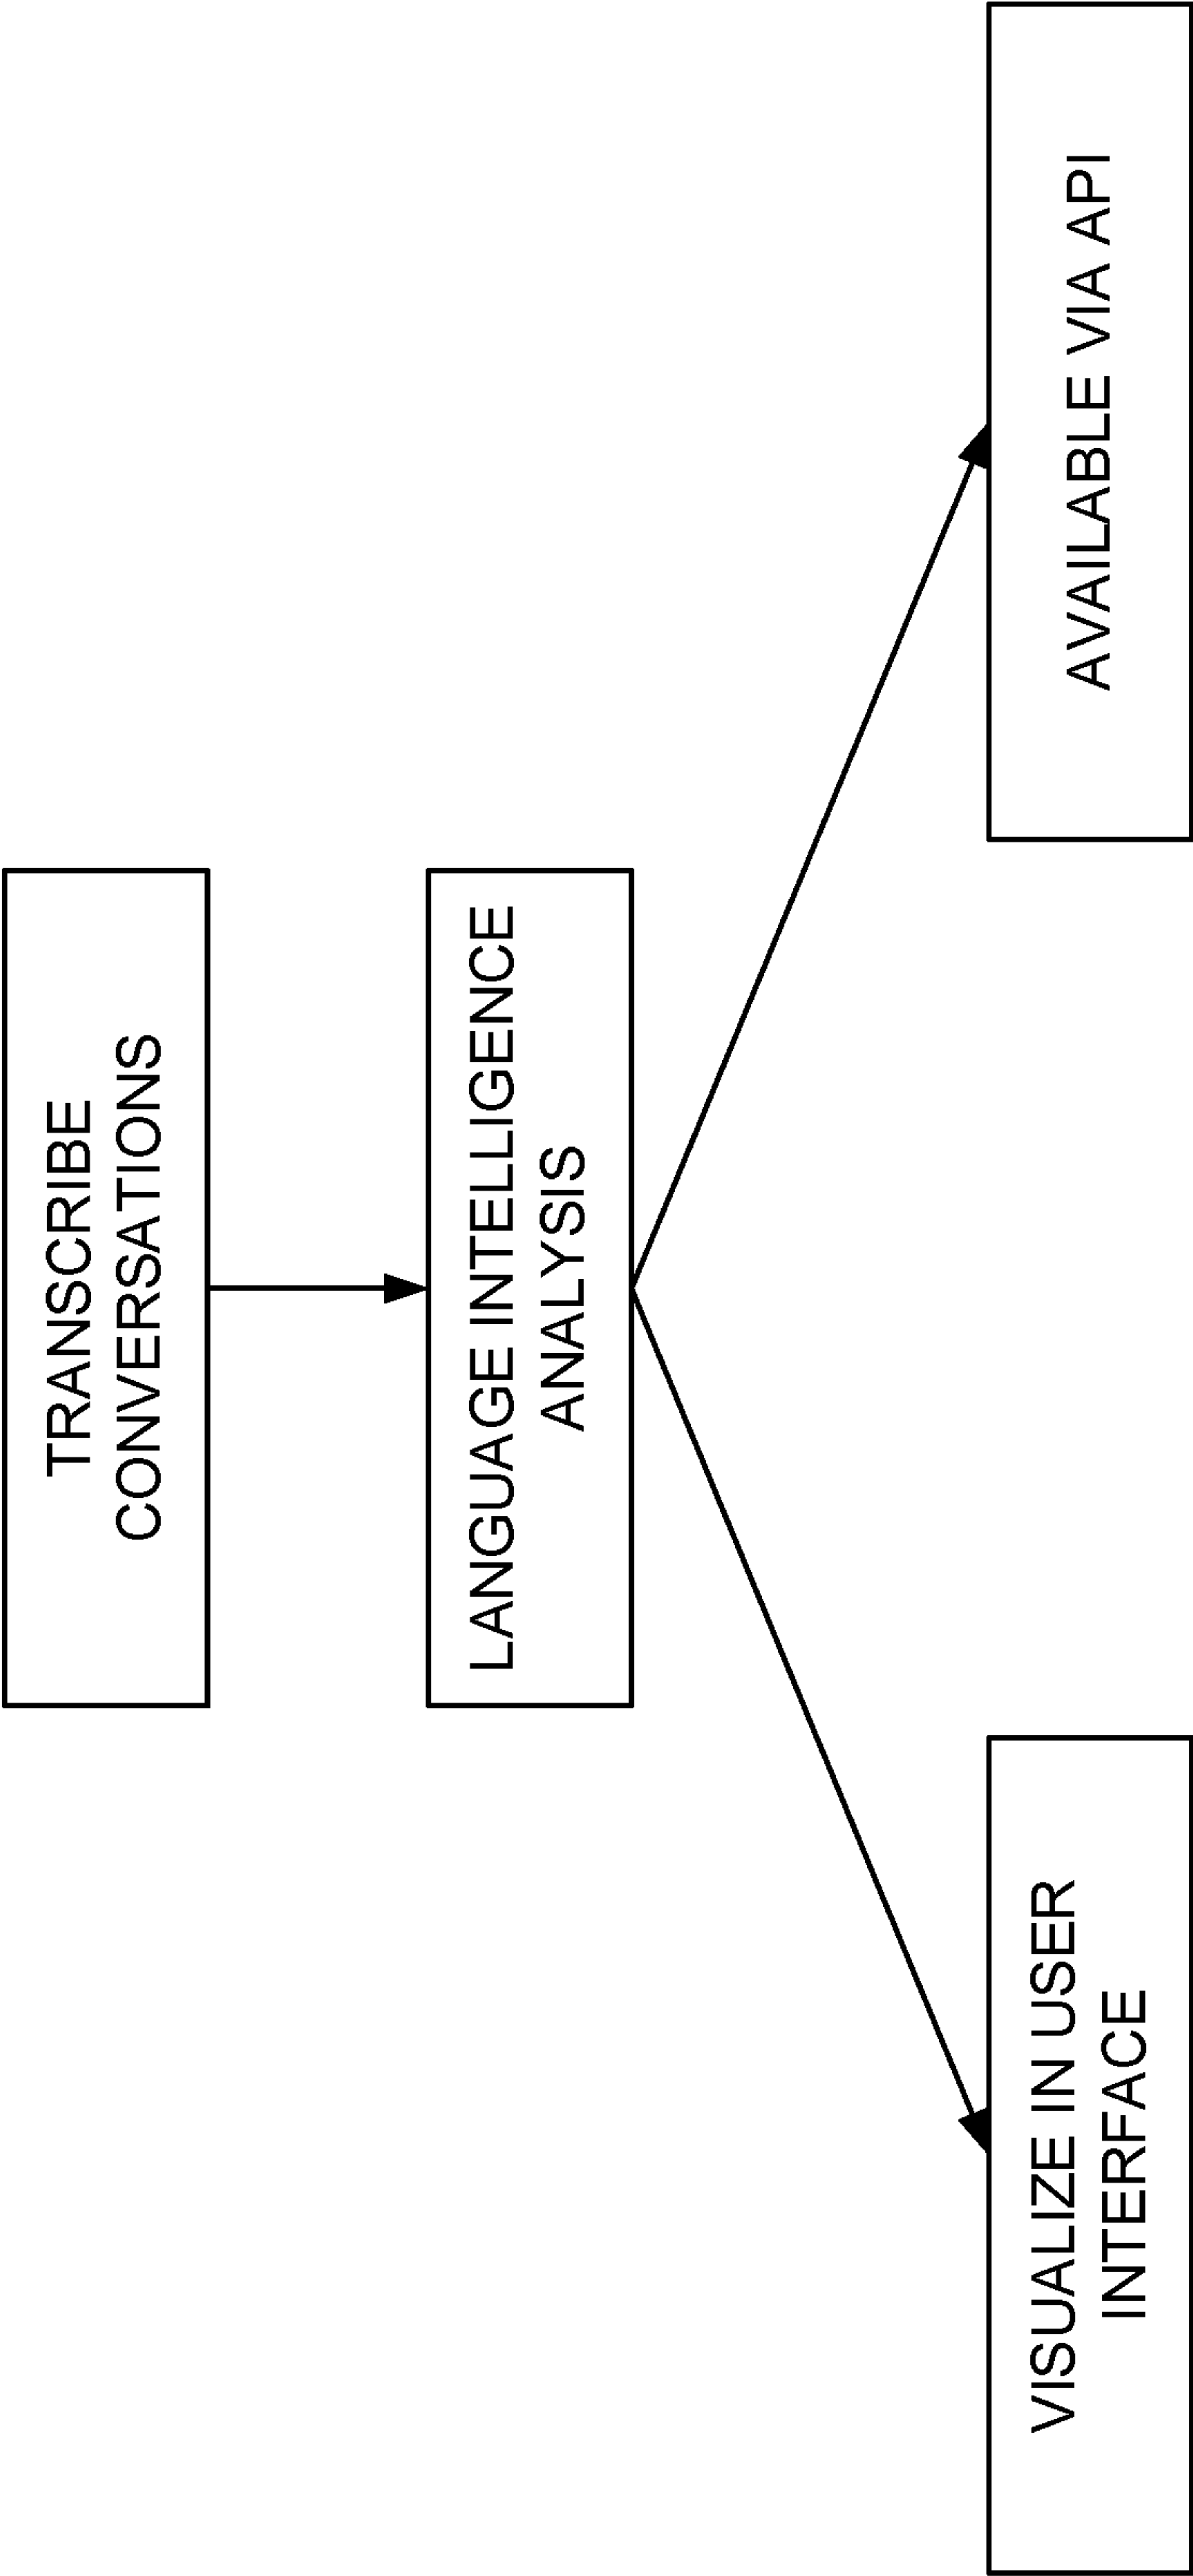 TRANSCRIBE
CONVERSATIONS
LANGUAGE INTELLIGENCE
ANALYSIS
VISUALIZE IN USER
INTERFACE
AVAILABLE VIA API